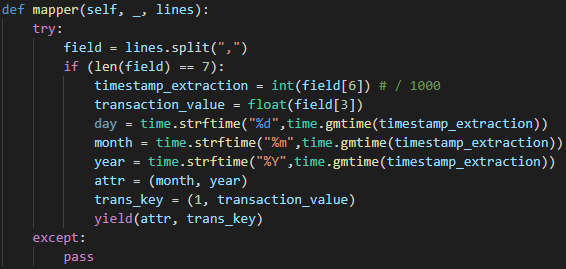 def mapper(self, _, lines):
    try:
        field = lines.split(",")
        if (len(field) == 7):
            timestamp_extraction = int(field[6]) # / 1000
            transaction_value = float(field[3])
            day = time.strftime("%d",time.gmtime(timestamp_extraction))
            month = time.strftime("%m",time.gmtime(timestamp_extraction))
            year = time.strftime("%Y",time.gmtime(timestamp_extraction))
            attr = (month, year)
            trans_key = (1, transaction_value)
            yield(attr, trans_key)
    except:
        pass